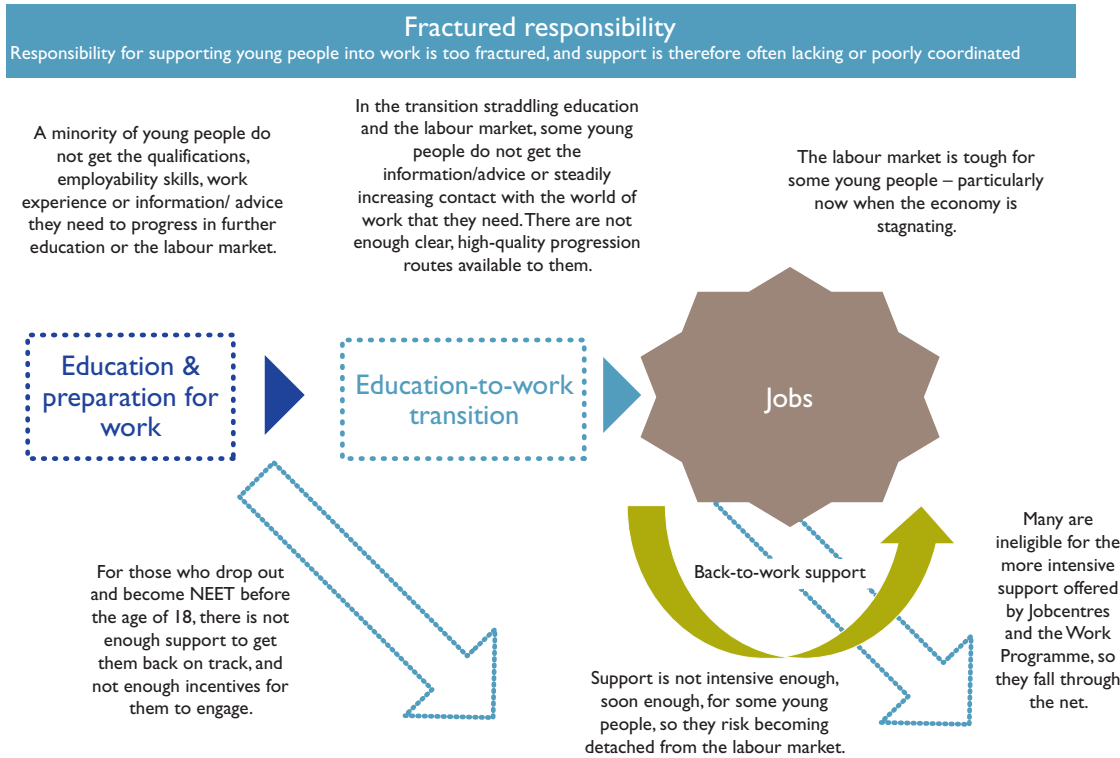 Fractured responsibility
Responsibility for supporting young people into work is too fractured, and support is therefore often lacking or poorly coordinated
A minority of young people do
not get the qualifications,
employability skills, work
experience or information/ advice
they need to progress in further
education or the labour market.
In the transition straddling education
and the labour market, some young
people do not get the
information/advice or steadily
increasing contact with the world of
work that they need. There are not
enough clear, high-quality progression
routes available to them.
The labour market is tough for
some young people – particularly
now when the economy is
stagnating.
Education &
preparation for
work
Education-to-work
transition
Jobs
For those who drop out
and become NEET before
the age of 18, there is not
enough support to get
them back on track, and
not enough incentives for
them to engage.
Back-to-work support
Support is not intensive enough,
soon enough, for some young
people, so they risk becoming
detached from the labour market.
Many are
ineligible for the
more intensive
support offered
by Jobcentres
and the Work
Programme, so
they fall through
the net.